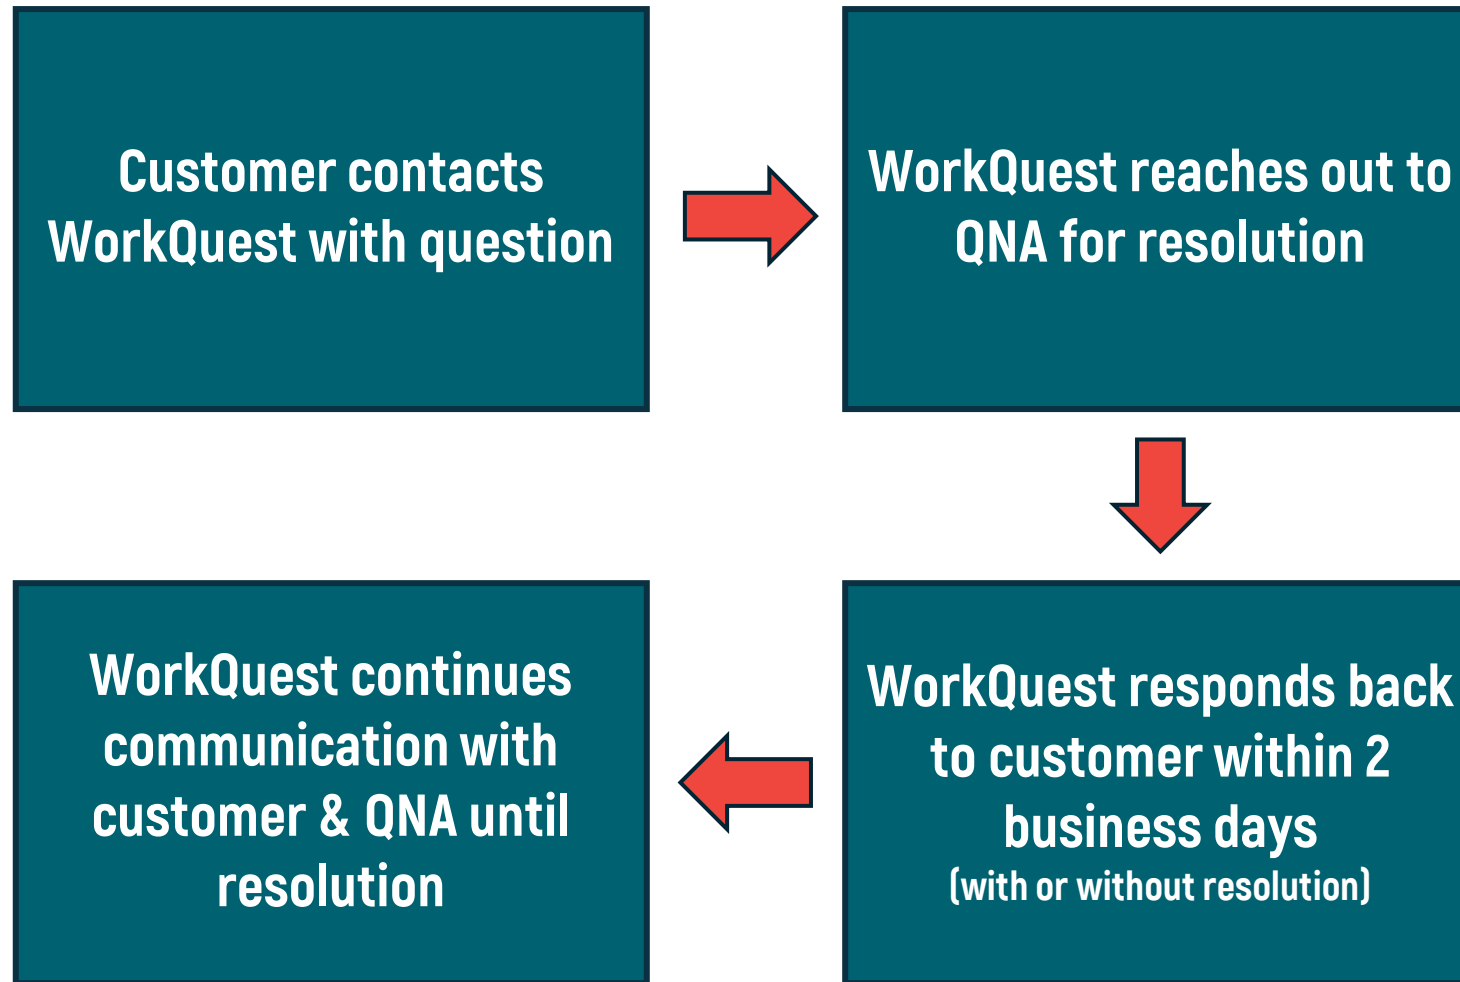 Customer contacts
WorkQuest with question
WorkQuest reaches out to
QNA for resolution
WorkQuest responds back
to customer within 2
business days
(with or without resolution)
WorkQuest continues
communication with
customer & QNA until
resolution